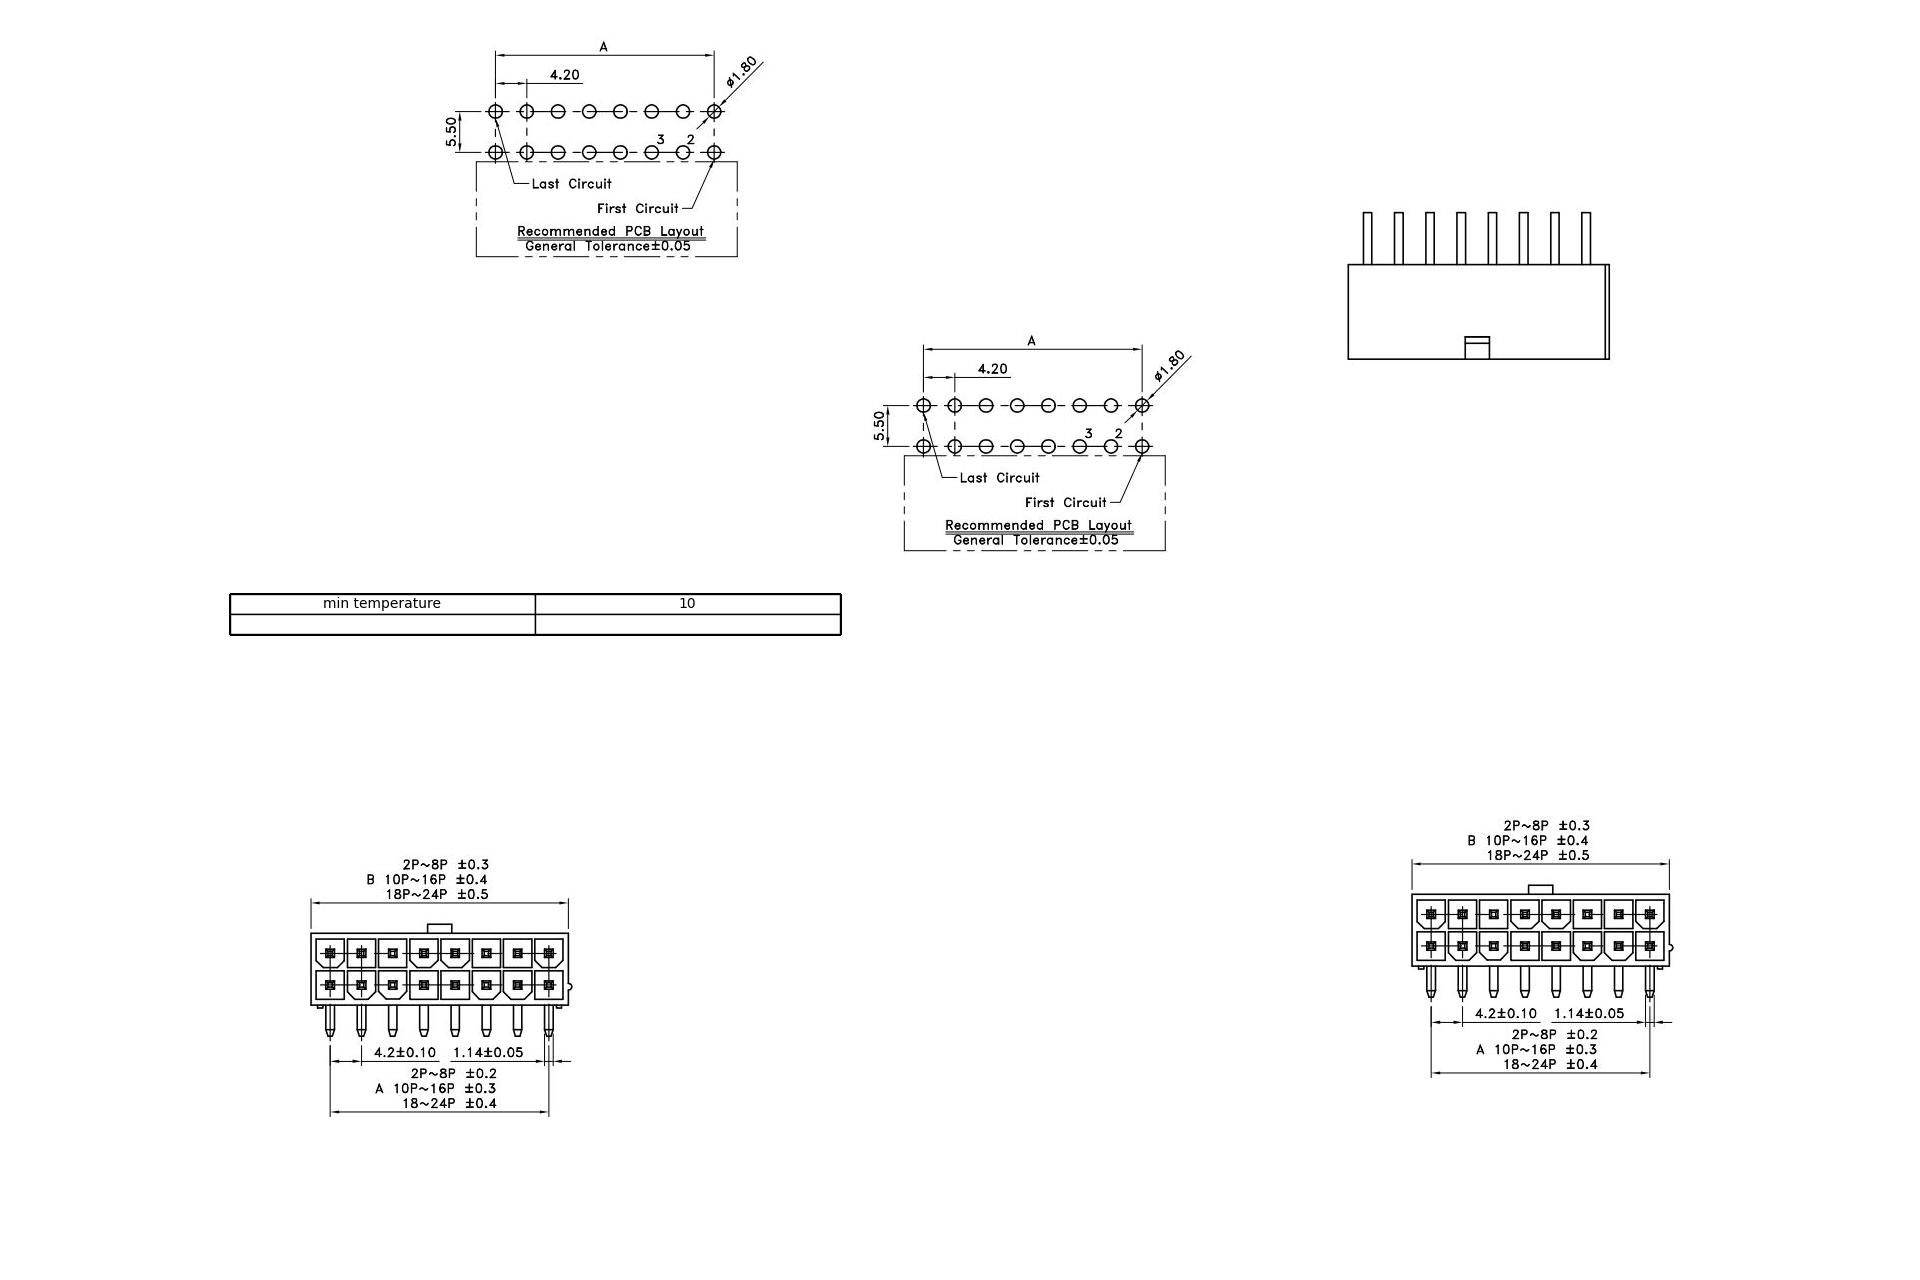 A
4.20
ø1.80
5.50
3 2
Last Circuit
First Circuit
Recommended PCB Layout
General Tolerance±0.05
A
4.20
ø1.80
5.50
3 2
Last Circuit
First Circuit
Recommended PCB Layout
General Tolerance±0.05
min temperature 10
2P~8P ±0.3
B 10P~16P ±0.4
18P~24P ±0.5
4.2±0.10 1.14±0.05
2P~8P ±0.2
A 10P~16P ±0.3
18~24P ±0.4
2P~8P ±0.3
B 10P~16P ±0.4
18P~24P ±0.5
4.2±0.10 1.14±0.05
2P~8P ±0.2
A 10P~16P ±0.3
18~24P ±0.4